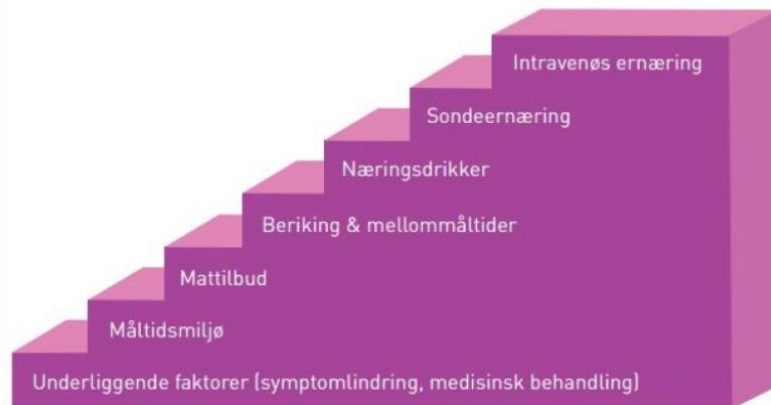 Intravenøs ernæring
Sondeernæring
Næringsdrikker
Beriking & mellommåltider
Mattilbud
Måltidsmiljø
Underliggende faktorer (symptomlindring, medisinsk behandling)